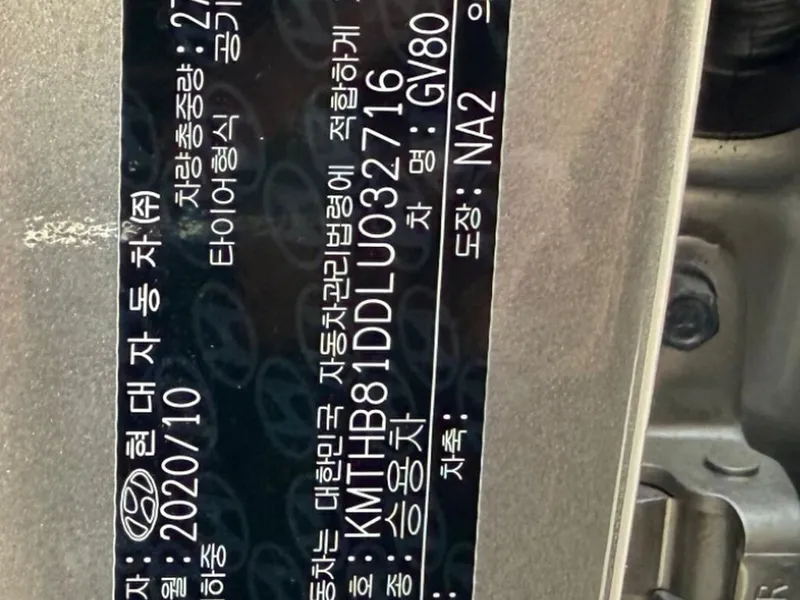 자: 현대자동차(주)
월: 2020/10
하중 차량총중량: 27
타이어형식 공기
동차는 대한민국 자동차관리법령에 적합하게
호: KMTHB81DDLU032716
종: 승용차 차 명: GV80
: 차축: 도장: NA2